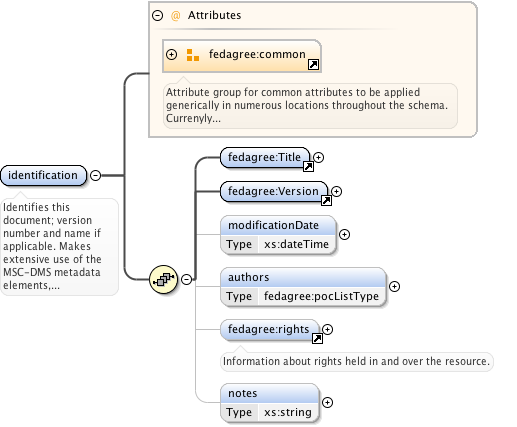 @ Attributes
fedagree:common
Attribute group for common attributes to be applied
generically in numerous locations throughout the schema.
Currenyly...
identification
Identifies this
document; version
number and name if
applicable. Makes
extensive use of the
MSC-DMS metadata
elements,...
fedagree:Title
fedagree:Version
modificationDate
Type xs:dateTime
authors
Type fedagree:pocListType
fedagree:rights
Information about rights held in and over the resource.
notes
Type xs:string